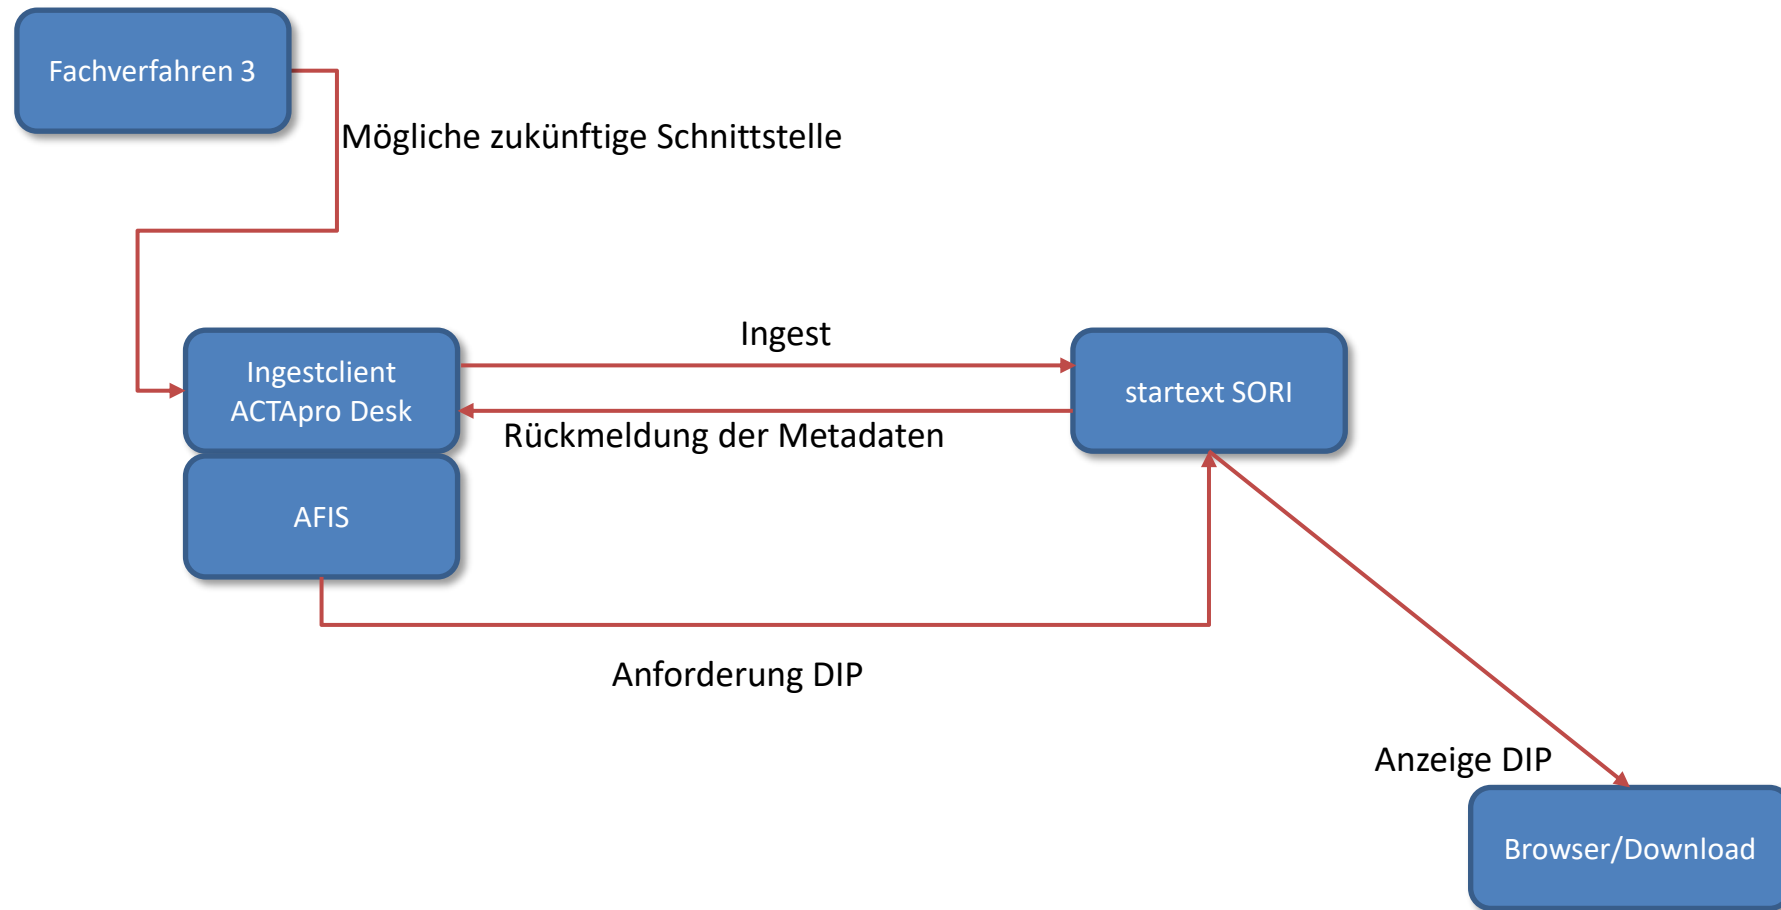 Fachverfahren 3
Mögliche zukünftige Schnittstelle
Ingest
Ingestclient
ACTApro Desk
startext SORI
Rückmeldung der Metadaten
AFIS
Anforderung DIP
Anzeige DIP
Browser/Download